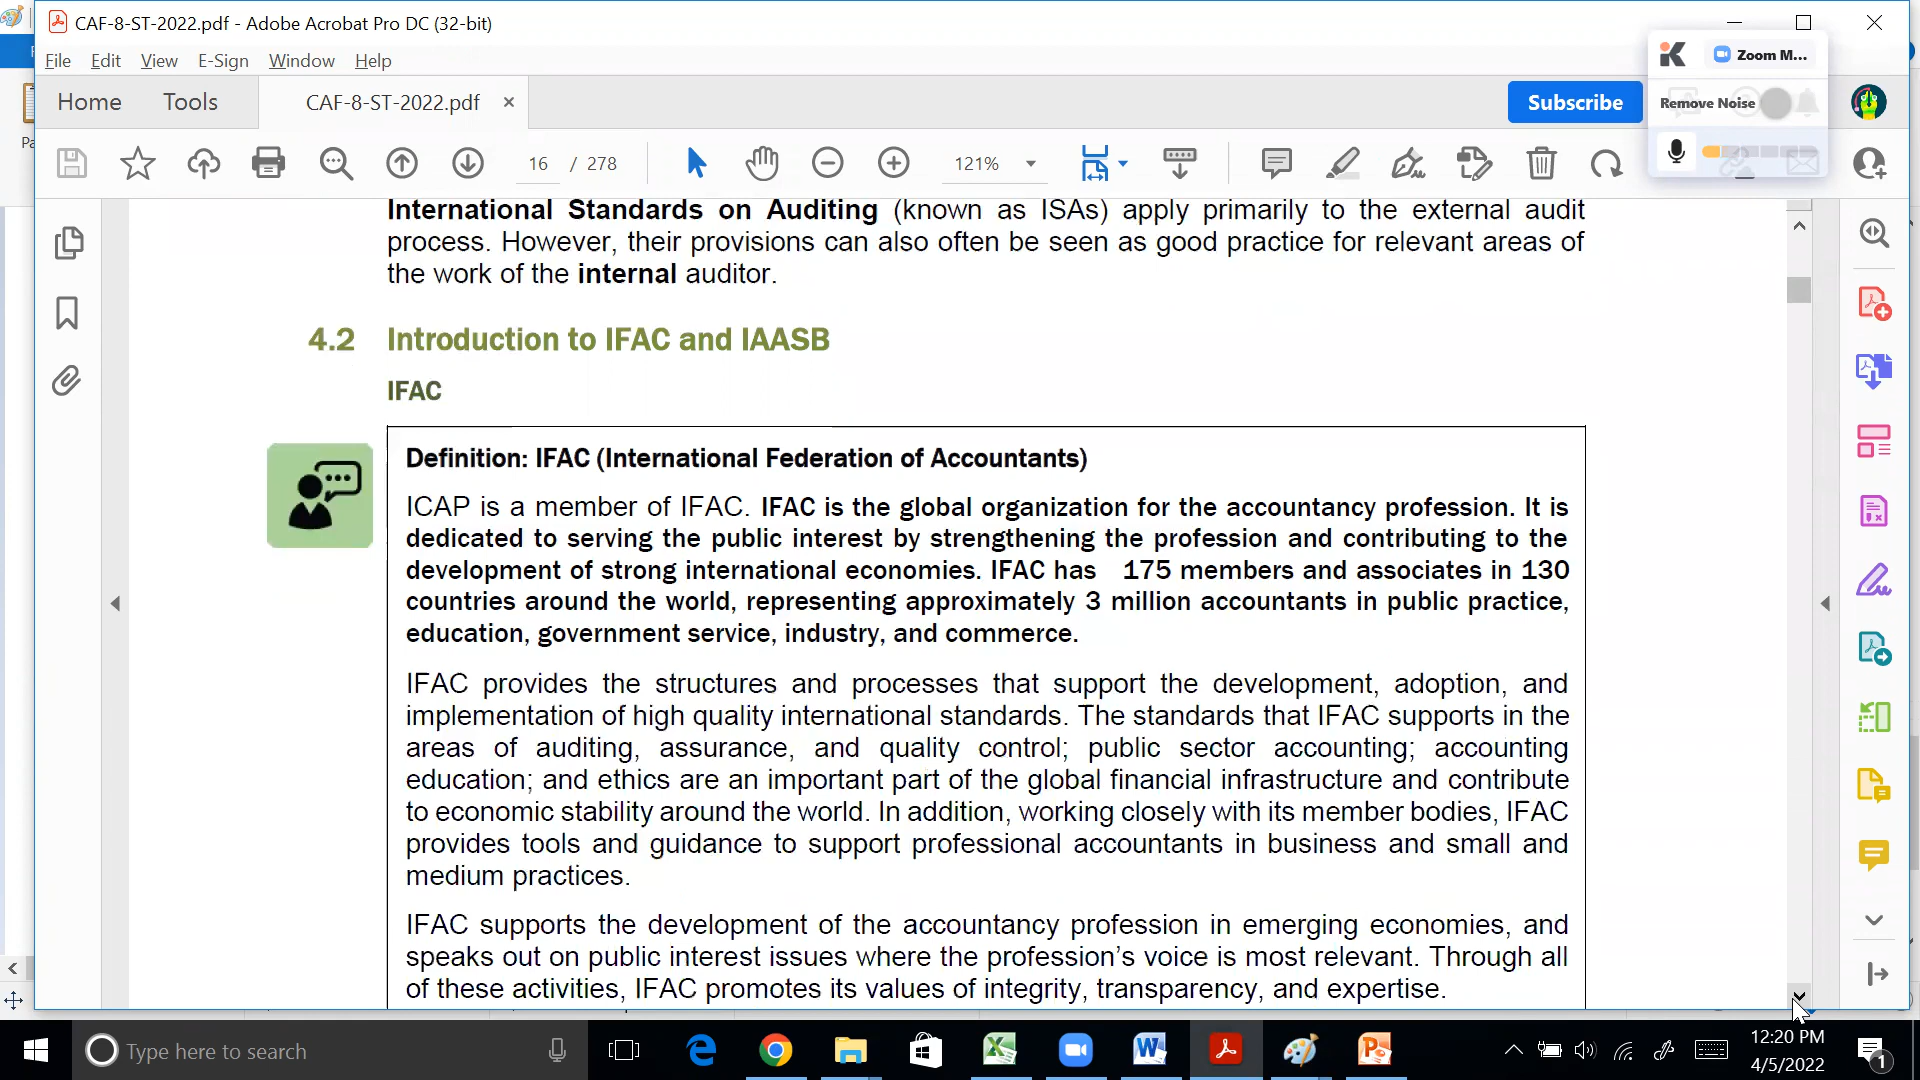 CAF-8-ST-2022.pdf - Adobe Acrobat Pro DC (32-bit)
File Edit View E-Sign Window Help
Zoom M...
Home Tools CAF-8-ST-2022.pdf × Subscribe
Remove Noise
16 / 278 121%
International Standards on Auditing (known as ISAs) apply primarily to the external audit
process. However, their provisions can also often be seen as good practice for relevant areas of
the work of the internal auditor.
4.2 Introduction to IFAC and IAASB
IFAC
Definition: IFAC (International Federation of Accountants)
ICAP is a member of IFAC. IFAC is the global organization for the accountancy profession. It is
dedicated to serving the public interest by strengthening the profession and contributing to the
development of strong international economies. IFAC has 175 members and associates in 130
countries around the world, representing approximately 3 million accountants in public practice,
education, government service, industry, and commerce.
IFAC provides the structures and processes that support the development, adoption, and
implementation of high quality international standards. The standards that IFAC supports in the
areas of auditing, assurance, and quality control; public sector accounting; accounting
education; and ethics are an important part of the global financial infrastructure and contribute
to economic stability around the world. In addition, working closely with its member bodies, IFAC
provides tools and guidance to support professional accountants in business and small and
medium practices.
IFAC supports the development of the accountancy profession in emerging economies, and
speaks out on public interest issues where the profession's voice is most relevant. Through all
of these activities, IFAC promotes its values of integrity, transparency, and expertise.
Type here to search
12:20 PM
4/5/2022
1